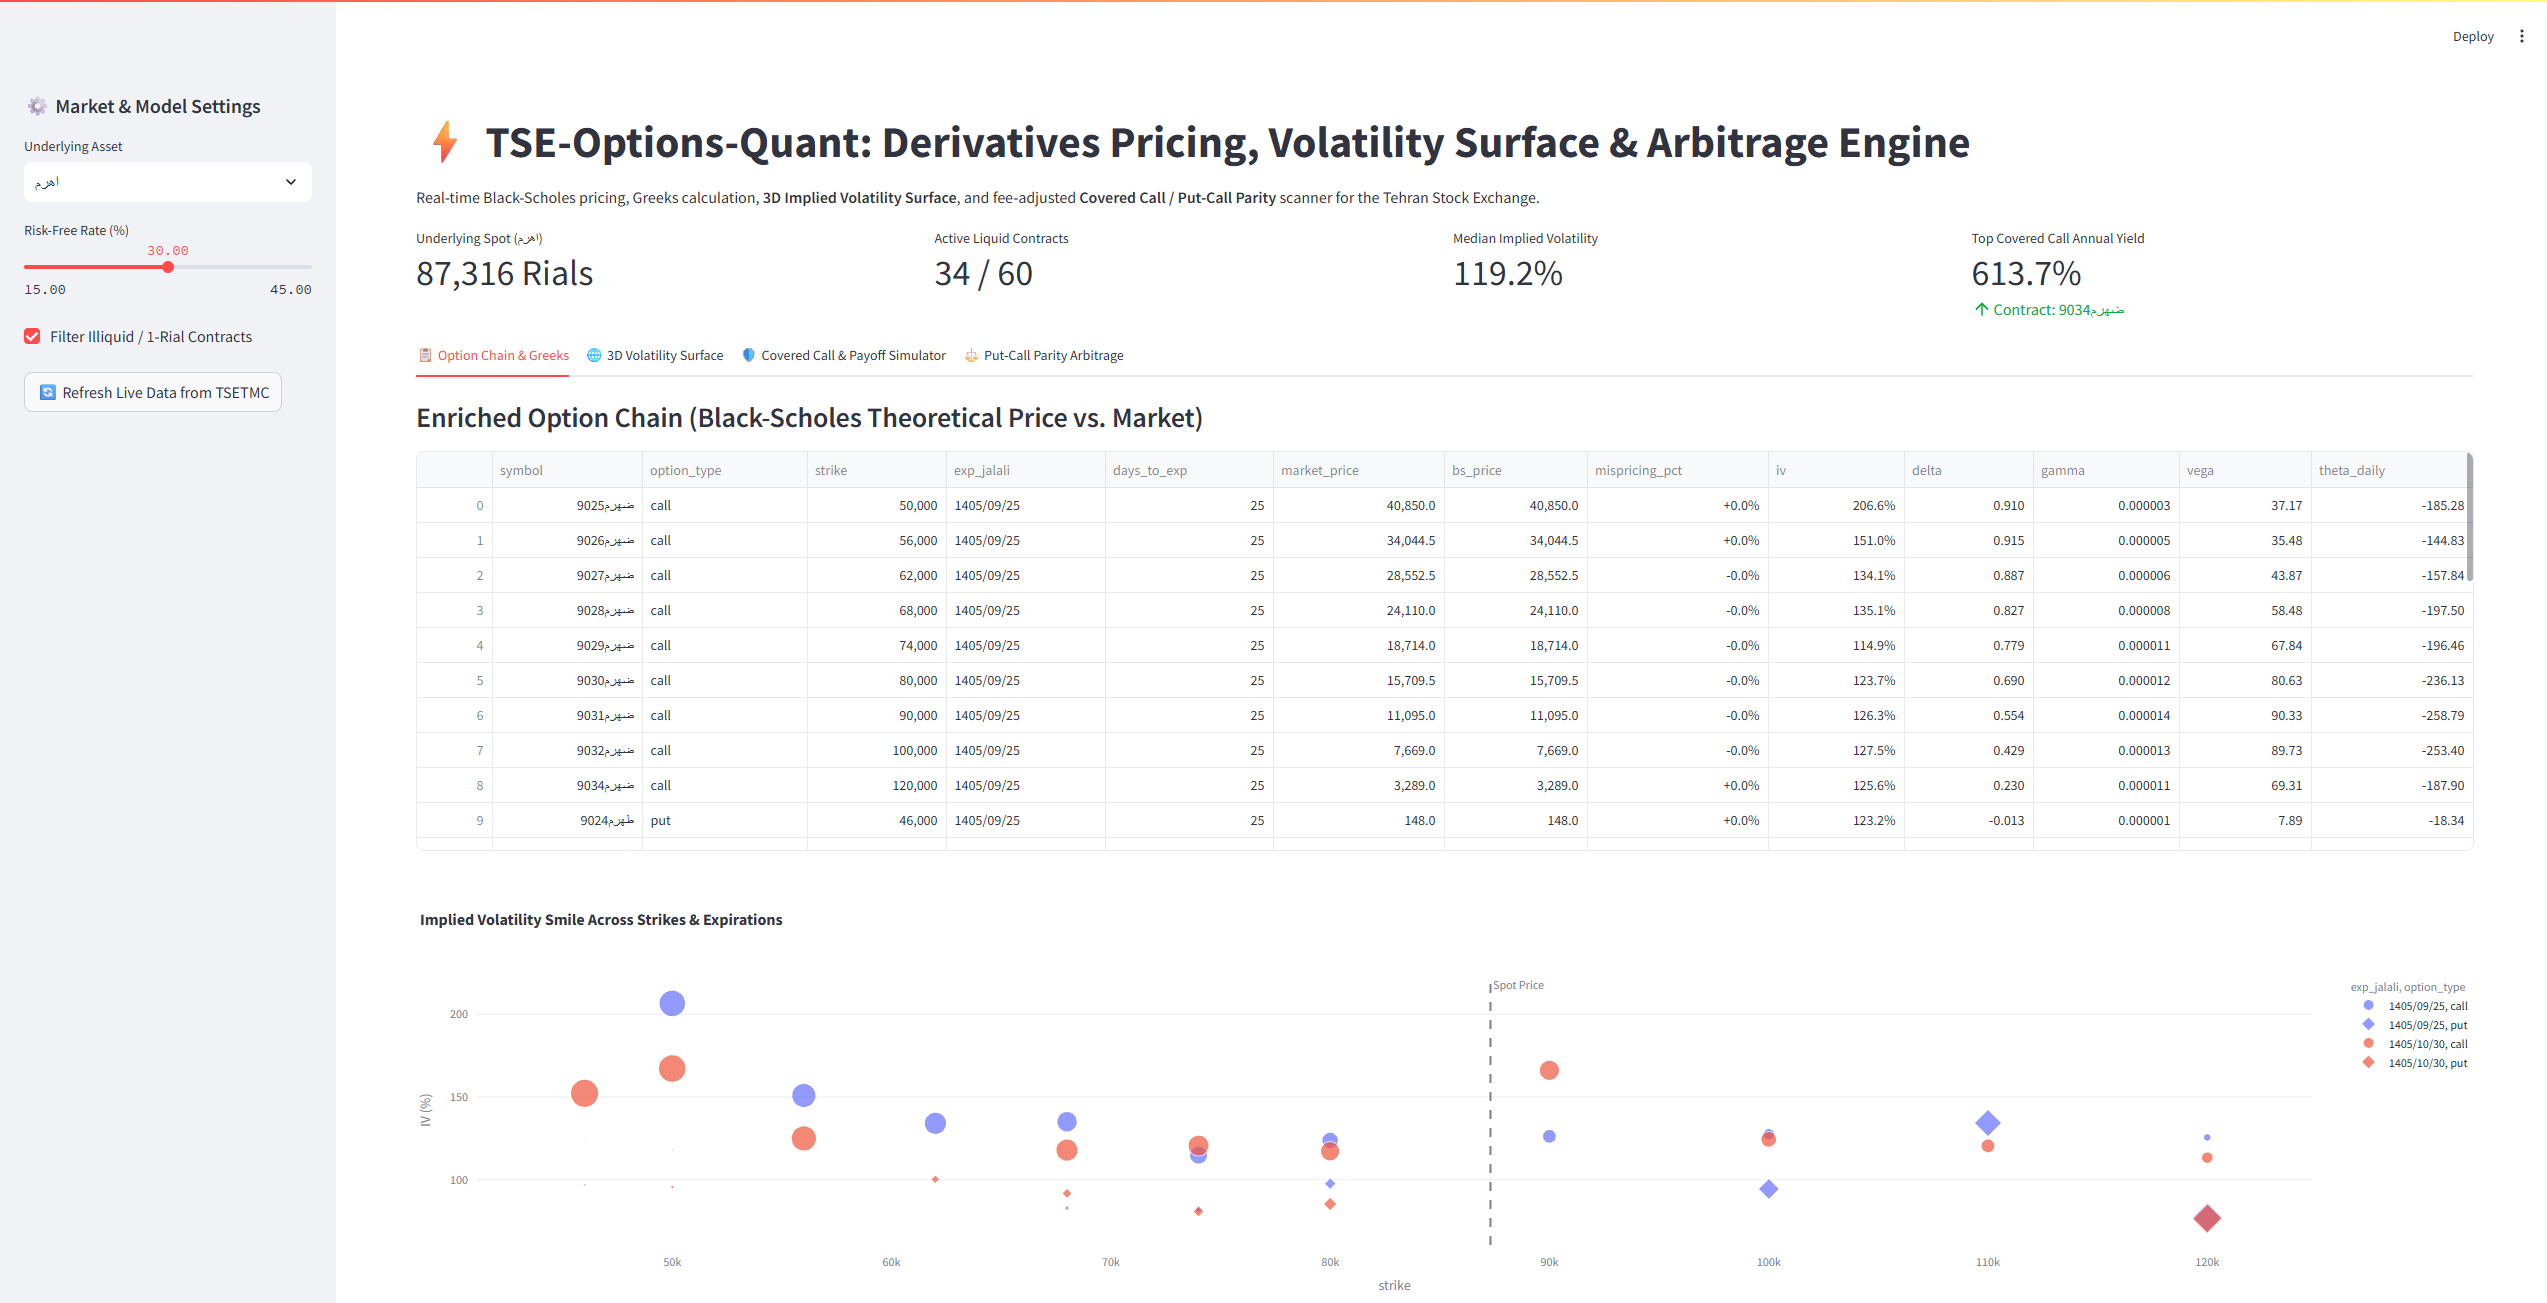 Deploy
Market & Model Settings
Underlying Asset
اهرم
Risk-Free Rate (%)
30.00
15.00 45.00
Filter Illiquid / 1-Rial Contracts
Refresh Live Data from TSETMC
TSE-Options-Quant: Derivatives Pricing, Volatility Surface & Arbitrage Engine
Real-time Black-Scholes pricing, Greeks calculation, 3D Implied Volatility Surface, and fee-adjusted Covered Call / Put-Call Parity scanner for the Tehran Stock Exchange.
Underlying Spot (اهرم) Active Liquid Contracts Median Implied Volatility Top Covered Call Annual Yield
87,316 Rials 34 / 60 119.2% 613.7%
Contract: ضهرم9034
Option Chain & Greeks 3D Volatility Surface Covered Call & Payoff Simulator Put-Call Parity Arbitrage
Enriched Option Chain (Black-Scholes Theoretical Price vs. Market)
symbol option_type strike exp_jalali days_to_exp market_price bs_price mispricing_pct iv delta gamma vega theta_daily
0 ضهرم9025 call 50,000 1405/09/25 25 40,850.0 40,850.0 +0.0% 206.6% 0.910 0.000003 37.17 -185.28
1 ضهرم9026 call 56,000 1405/09/25 25 34,044.5 34,044.5 +0.0% 151.0% 0.915 0.000005 35.48 -144.83
2 ضهرم9027 call 62,000 1405/09/25 25 28,552.5 28,552.5 -0.0% 134.1% 0.887 0.000006 43.87 -157.84
3 ضهرم9028 call 68,000 1405/09/25 25 24,110.0 24,110.0 -0.0% 135.1% 0.827 0.000008 58.48 -197.50
4 ضهرم9029 call 74,000 1405/09/25 25 18,714.0 18,714.0 -0.0% 114.9% 0.779 0.000011 67.84 -196.46
5 ضهرم9030 call 80,000 1405/09/25 25 15,709.5 15,709.5 -0.0% 123.7% 0.690 0.000012 80.63 -236.13
6 ضهرم9031 call 90,000 1405/09/25 25 11,095.0 11,095.0 -0.0% 126.3% 0.554 0.000014 90.33 -258.79
7 ضهرم9032 call 100,000 1405/09/25 25 7,669.0 7,669.0 -0.0% 127.5% 0.429 0.000013 89.73 -253.40
8 ضهرم9034 call 120,000 1405/09/25 25 3,289.0 3,289.0 +0.0% 125.6% 0.230 0.000011 69.31 -187.90
9 طهرم9024 put 46,000 1405/09/25 25 148.0 148.0 +0.0% 123.2% -0.013 0.000001 7.89 -18.34
Implied Volatility Smile Across Strikes & Expirations
Spot Price
exp_jalali, option_type
1405/09/25, call
1405/09/25, put
1405/10/30, call
1405/10/30, put
200
150
100
IV (%)
50k 60k 70k 80k 90k 100k 110k 120k
strike